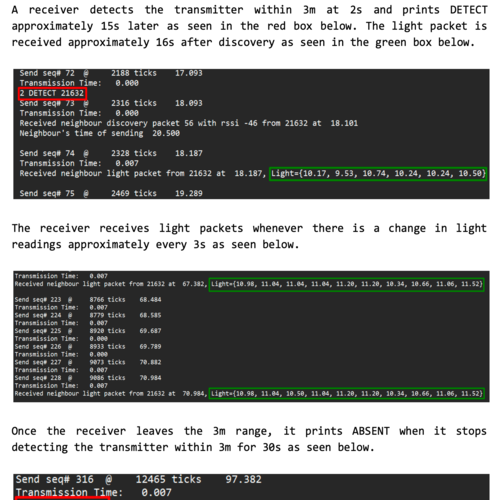 A receiver detects the transmitter within 3m at 2s and prints DETECT
approximately 15s later as seen in the red box below. The light packet is
received approximately 16s after discovery as seen in the green box below.
Send seq# 72 @ 2188 ticks 17.093
Transmission Time: 0.000
2 DETECT 21632
Send seq# 73 @ 2316 ticks 18.093
Transmission Time: 0.000
Received neighbour discovery packet 56 with rssi -46 from 21632 at 18.101
Neighbour's time of sending 20.500
Send seq# 74 @ 2328 ticks 18.187
Transmission Time: 0.007
Received neighbour light packet from 21632 at 18.187, Light={10.17, 9.53, 10.74, 10.24, 10.24, 10.50}
Send seq# 75 @ 2469 ticks 19.289
The receiver receives light packets whenever there is a change in light
readings approximately every 3s as seen below.
Transmission Time: 0.007
Received neighbour light packet from 21632 at 67.382, Light={10.98, 11.04, 11.04, 11.04, 11.20, 11.20, 10.34, 10.66, 11.06, 11.52}
Send seq# 223 @ 8766 ticks 68.484
Transmission Time: 0.007
Send seq# 224 @ 8779 ticks 68.585
Transmission Time: 0.007
Send seq# 225 @ 8920 ticks 69.687
Transmission Time: 0.000
Send seq# 226 @ 8933 ticks 69.789
Transmission Time: 0.000
Send seq# 227 @ 9073 ticks 70.882
Transmission Time: 0.007
Send seq# 228 @ 9086 ticks 70.984
Transmission Time: 0.007
Received neighbour light packet from 21632 at 70.984, Light={10.98, 11.04, 10.50, 11.04, 11.20, 11.20, 10.34, 10.66, 11.06, 11.52}
Once the receiver leaves the 3m range, it prints ABSENT when it stops
detecting the transmitter within 3m for 30s as seen below.
Send seq# 316 @ 12465 ticks 97.382
Transmission Time: 0.007